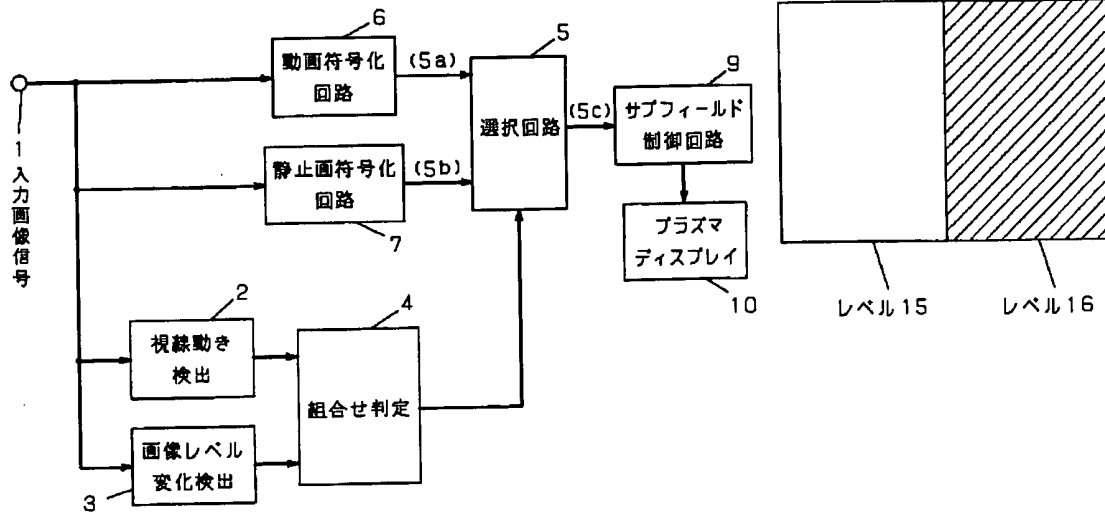 6
動画符号化
回路
(5a)
5
選択回路
(5c)
9
サブフィールド
制御回路
1
入力画像信号
静止画符号化
回路
(5b)
7
プラズマ
ディスプレイ
10
レベル15
レベル16
2
視線動き
検出
4
組合せ判定
画像レベル
変化検出
3